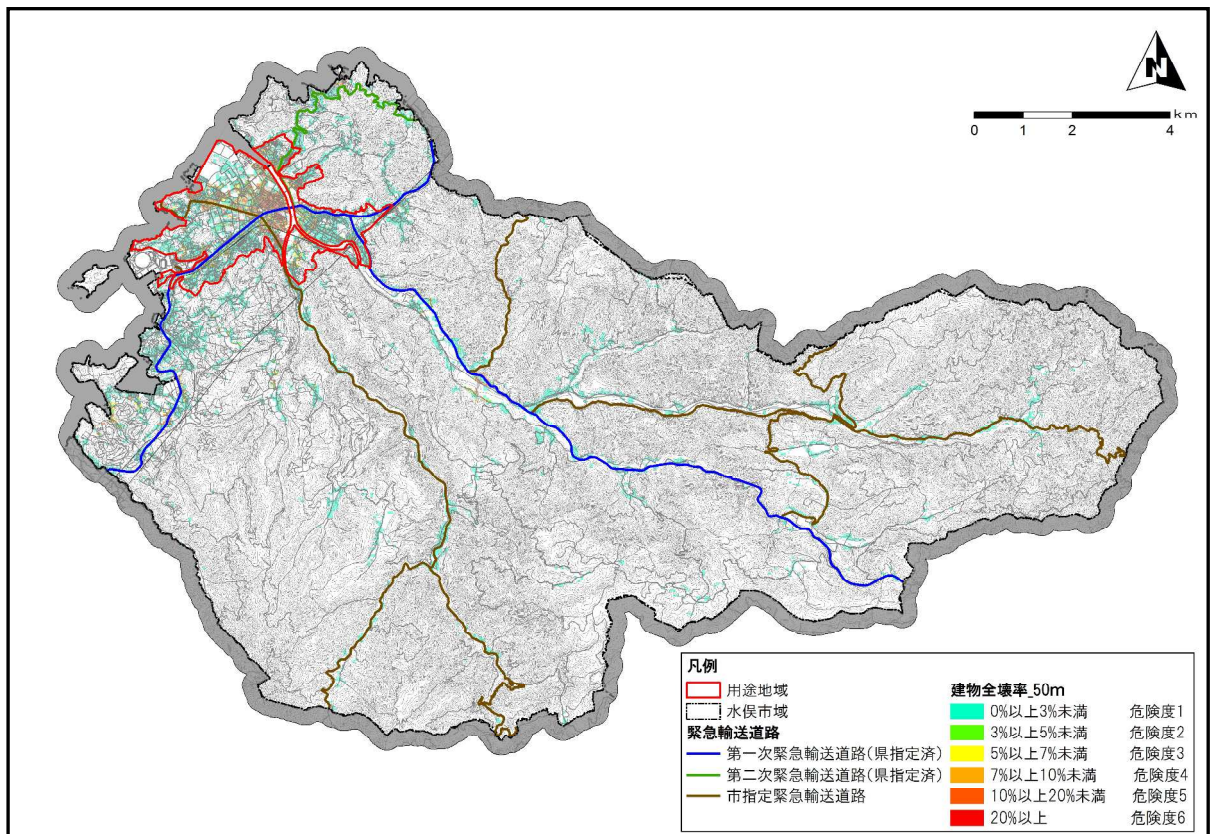 N
km
0 1 2 4
凡例
用途地域
水俣市域
緊急輸送道路
第一次緊急輸送道路(県指定済)
第二次緊急輸送道路(県指定済)
市指定緊急輸送道路
建物全壊率_50m
0%以上3%未満 危険度1
3%以上5%未満 危険度2
5%以上7%未満 危険度3
7%以上10%未満 危険度4
10%以上20%未満 危険度5
20%以上 危険度6